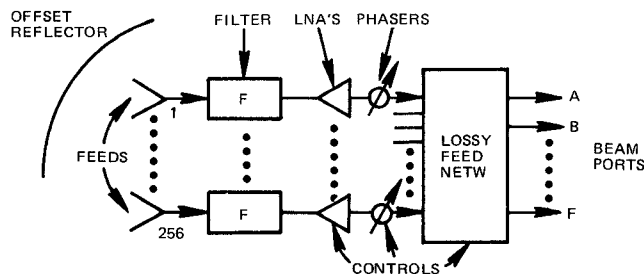 OFFSET
REFLECTOR
FILTER
LNA'S
PHASERS
F
1
FEEDS
A
B
LOSSY
FEED
NETW
BEAM
PORTS
F
256
F
CONTROLS